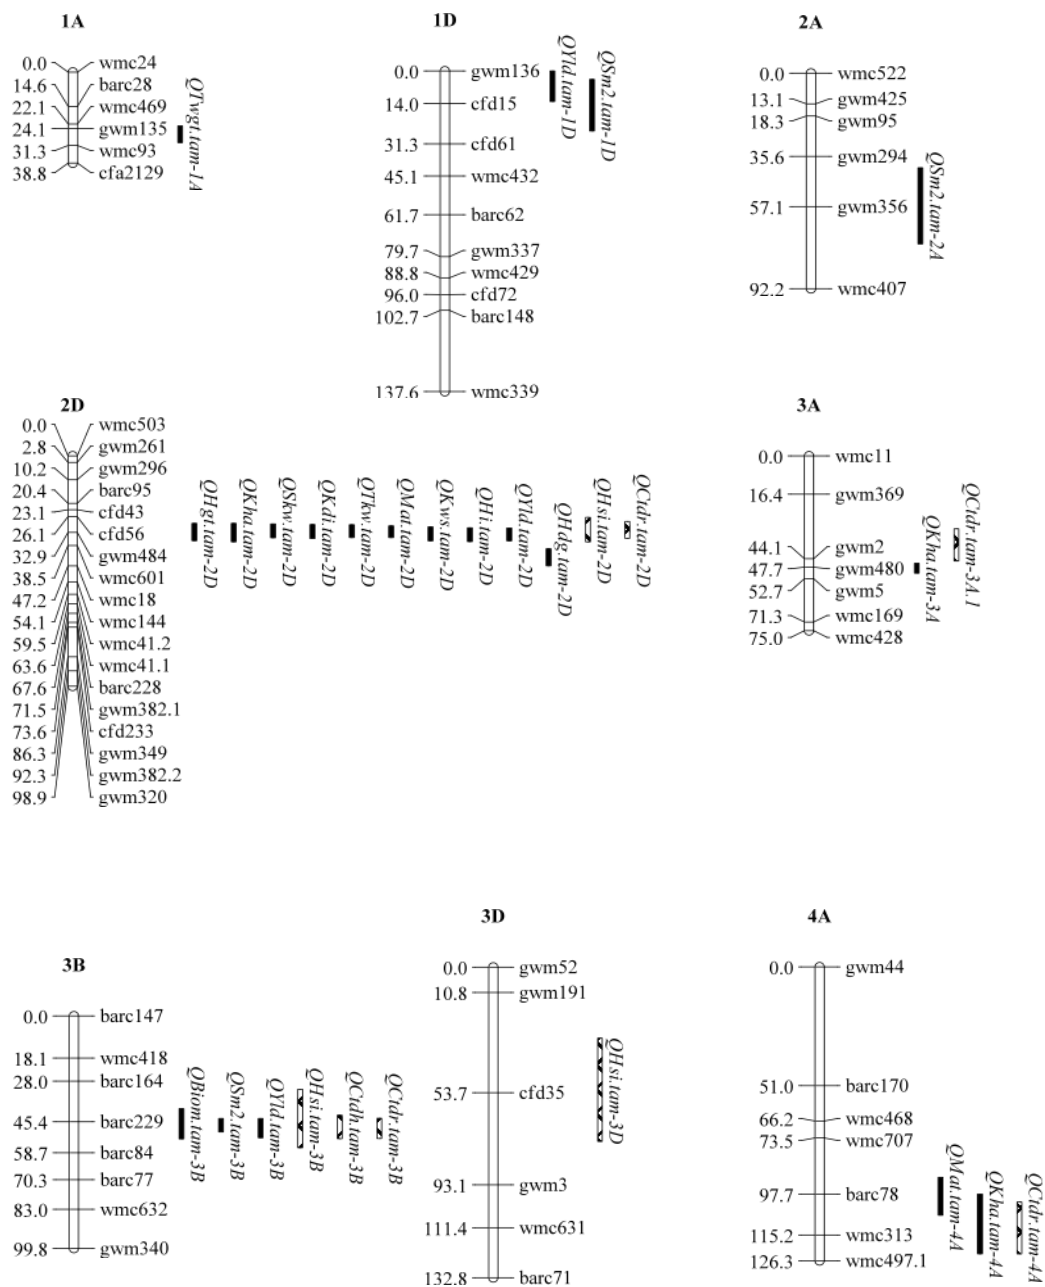 1A
0.0 wmc24
14.6 barc28
22.1 wmc469
24.1 gwm135
31.3 wmc93
38.8 cfa2129
QTwgt.tam-1A
1D
0.0 gwm136
14.0 cfd15
31.3 cfd61
45.1 wmc432
61.7 barc62
79.7 gwm337
88.8 wmc429
96.0 cfd72
102.7 barc148
137.6 wmc339
QYld.tam-1D
QSm2.tam-1D
2A
0.0 wmc522
13.1 gwm425
18.3 gwm95
35.6 gwm294
57.1 gwm356
92.2 wmc407
QSm2.tam-2A
2D
0.0 wmc503
2.8 gwm261
10.2 gwm296
20.4 barc95
23.1 cfd43
26.1 cfd56
32.9 gwm484
38.5 wmc601
47.2 wmc18
54.1 wmc144
59.5 wmc41.2
63.6 wmc41.1
67.6 barc228
71.5 gwm382.1
73.6 cfd233
86.3 gwm349
92.3 gwm382.2
98.9 gwm320
QHgt.tam-2D
QKha.tam-2D
QSkw.tam-2D
QKdi.tam-2D
QTkw.tam-2D
QMat.tam-2D
QKws.tam-2D
QHi.tam-2D
QYld.tam-2D
QHdg.tam-2D
QHsi.tam-2D
QCtdr.tam-2D
3A
0.0 wmc11
16.4 gwm369
44.1 gwm2
47.7 gwm480
52.7 gwm5
71.3 wmc169
75.0 wmc428
QKha.tam-3A
QCtdr.tam-3A.1
3B
0.0 barc147
18.1 wmc418
28.0 barc164
45.4 barc229
58.7 barc84
70.3 barc77
83.0 wmc632
99.8 gwm340
QBiom.tam-3B
QSm2.tam-3B
QYld.tam-3B
QHsi.tam-3B
QCtdh.tam-3B
QCtdr.tam-3B
3D
0.0 gwm52
10.8 gwm191
53.7 cfd35
93.1 gwm3
111.4 wmc631
132.8 barc71
QHsi.tam-3D
4A
0.0 gwm44
51.0 barc170
66.2 wmc468
73.5 wmc707
97.7 barc78
115.2 wmc313
126.3 wmc497.1
QMat.tam-4A
QKha.tam-4A
QCtdr.tam-4A